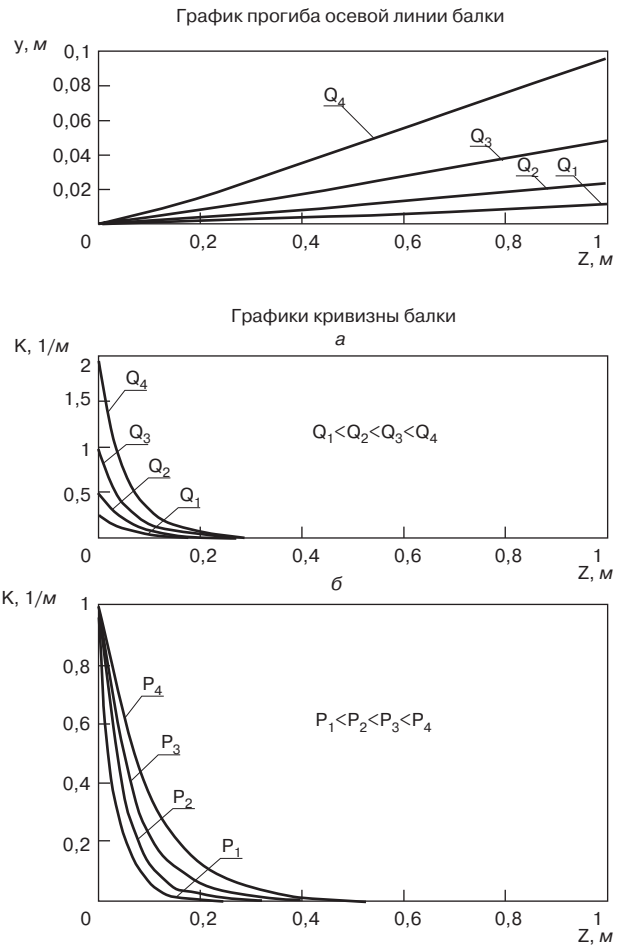 График прогиба осевой линии балки
y, м
0,1
0,08
0,06
0,04
0,02
Q4
Q3
Q2
Q1
0
0,2
0,4
0,6
0,8
1
Z, м
Графики кривизны балки
а
K, 1/м
2
1,5
1
0,5
Q4
Q3
Q2
Q1
Q1<Q2<Q3<Q4
0
0,2
0,4
0,6
0,8
1
Z, м
б
K, 1/м
1
0,8
0,6
0,4
0,2
P4
P3
P2
P1
P1<P2<P3<P4
0
0,2
0,4
0,6
0,8
1
Z, м